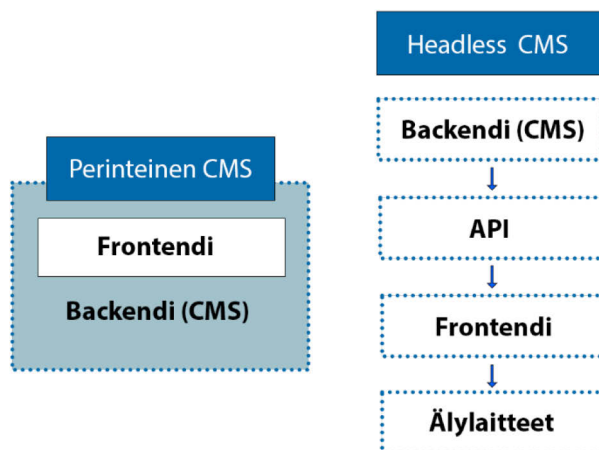 Perinteinen CMS
Frontendi
Backendi (CMS)
Headless CMS
Backendi (CMS)
API
Frontendi
Älylaitteet